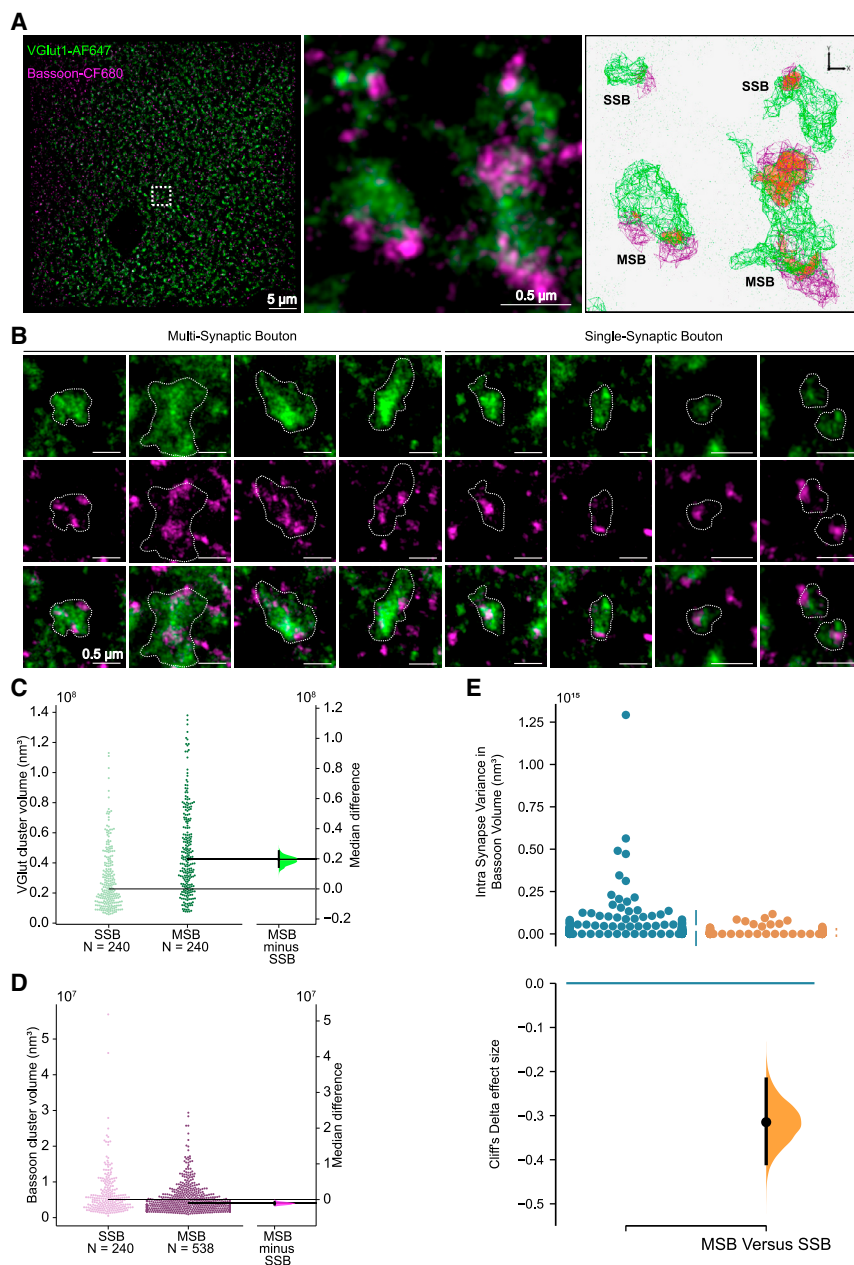 A
VGlut1-AF647
Bassoon-CF680
5 µm
0.5 µm
SSB
SSB
MSB
MSB
Y
X
B
Multi-Synaptic Bouton
Single-Synaptic Bouton
0.5 µm
C
10⁸
10⁸
VGlut cluster volume (nm³)
1.4
1.2
1.0
0.8
0.6
0.4
0.2
0.0
1.2
1.0
0.8
0.6
0.4
0.2
0.0
−0.2
Median difference
SSB
N = 240
MSB
N = 240
MSB
minus
SSB
D
10⁷
10⁷
Bassoon cluster volume (nm³)
5
4
3
2
1
0
5
4
3
2
1
0
Median difference
SSB
N = 240
MSB
N = 538
MSB
minus
SSB
E
10¹⁵
Intra Synapse Variance in
Bassoon Volume (nm³)
1.25
1.00
0.75
0.50
0.25
0.00
Cliff's Delta effect size
0.0
−0.1
−0.2
−0.3
−0.4
−0.5
MSB Versus SSB